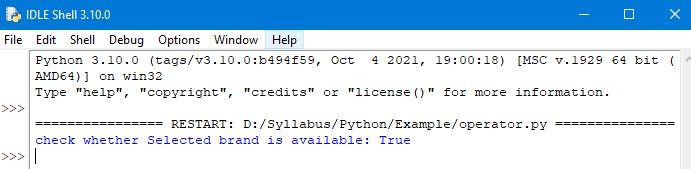 IDLE Shell 3.10.0
File Edit Shell Debug Options Window Help
Python 3.10.0 (tags/v3.10.0:b494f59, Oct  4 2021, 19:00:18) [MSC v.1929 64 bit (
AMD64)] on win32
Type "help", "copyright", "credits" or "license()" for more information.
>>>
================ RESTART: D:/Syllabus/Python/Example/operator.py ===============
check whether Selected brand is available: True
>>>